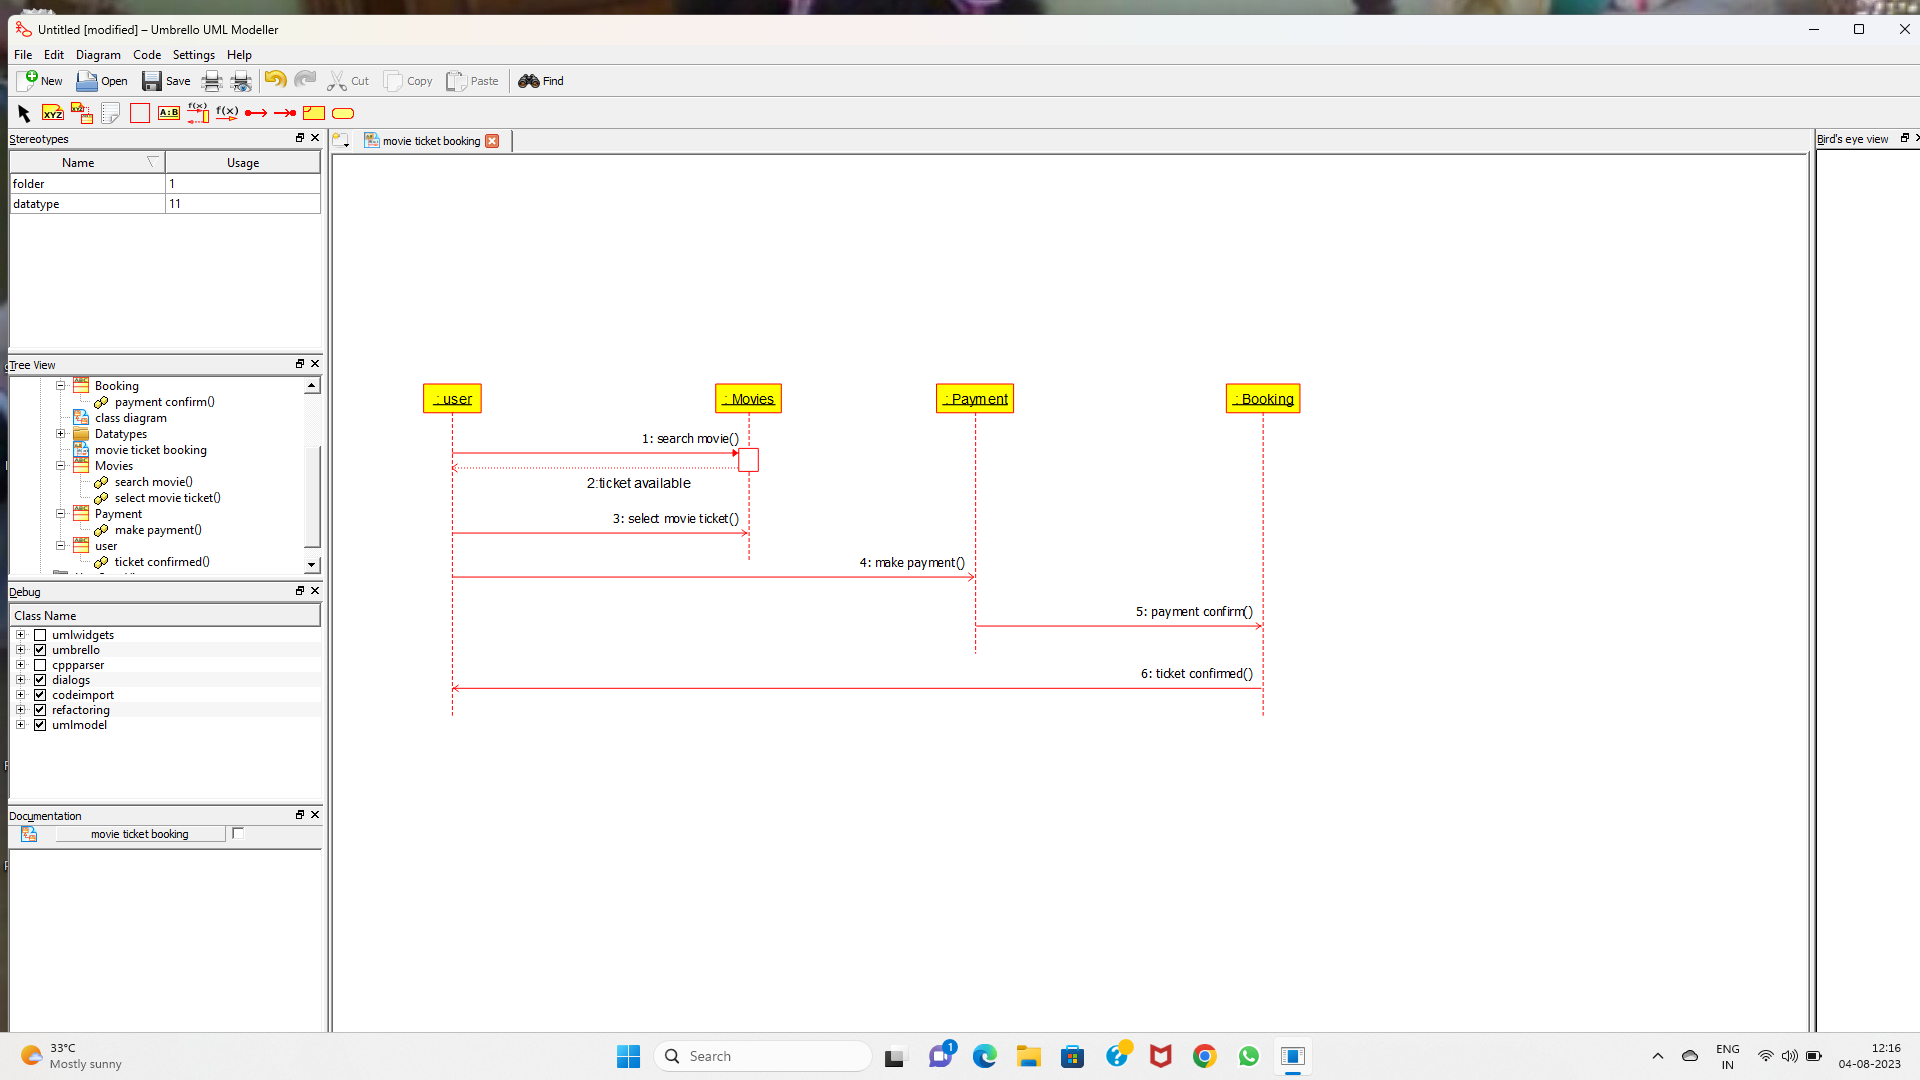 Untitled [modified] – Umbrello UML Modeller
File Edit Diagram Code Settings Help
New Open Save Cut Copy Paste Find
XYZ XYZ A:B f(x) f(x)
Stereotypes
movie ticket booking
Bird's eye view
Name Usage
folder 1
datatype 11
Tree View
Booking
payment confirm()
class diagram
Datatypes
movie ticket booking
Movies
search movie()
select movie ticket()
Payment
make payment()
user
ticket confirmed()
: user
: Movies
: Payment
: Booking
1: search movie()
2:ticket available
3: select movie ticket()
4: make payment()
5: payment confirm()
6: ticket confirmed()
Debug
Class Name
umlwidgets
umbrello
cppparser
dialogs
codeimport
refactoring
umlmodel
Documentation
movie ticket booking
33°C
Mostly sunny
Search
1
ENG
IN
12:16
04-08-2023